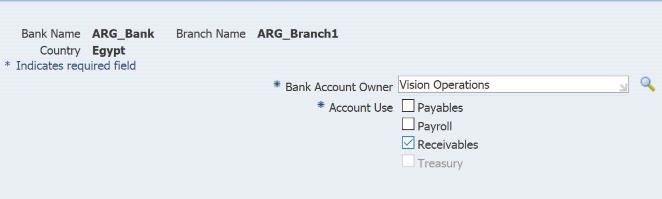 Bank Name ARG_Bank Branch Name ARG_Branch1
Country Egypt
* Indicates required field
* Bank Account Owner Vision Operations
* Account Use Payables
Payroll
Receivables
Treasury